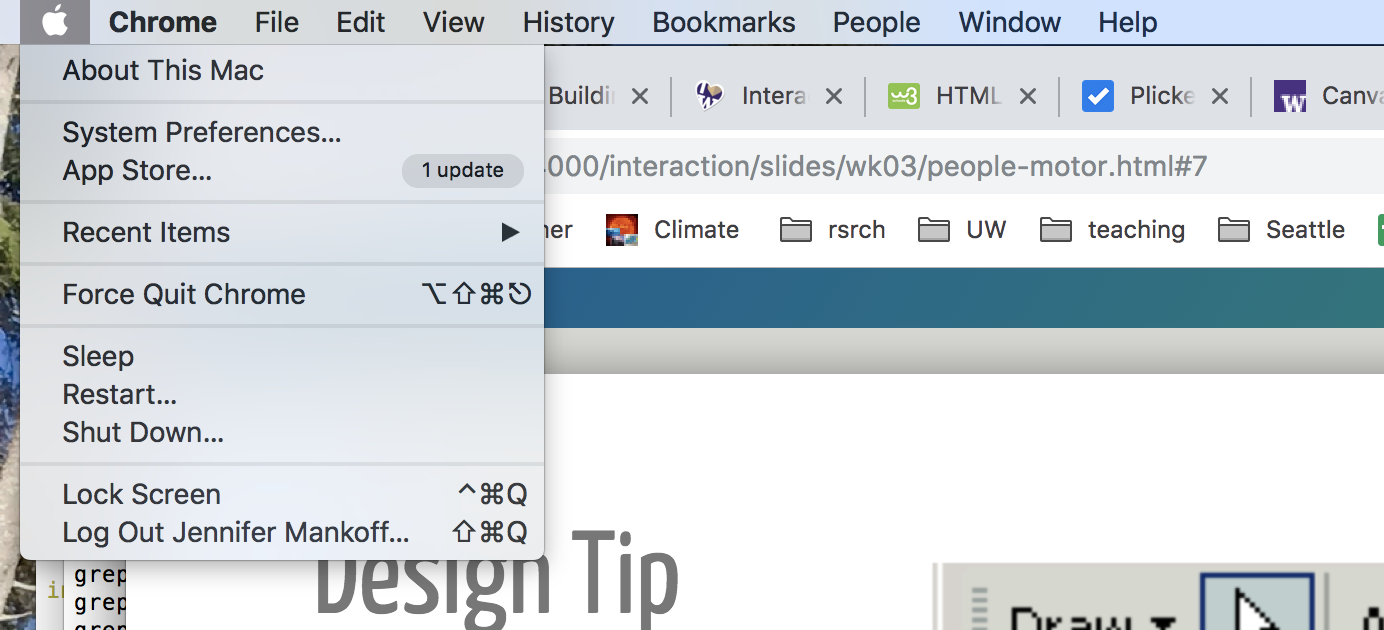 Chrome File Edit View History Bookmarks People Window Help
About This Mac
System Preferences...
App Store... 1 update
Recent Items ▶
Force Quit Chrome ⌥⇧⌘⎋
Sleep
Restart...
Shut Down...
Lock Screen ^⌘Q
Log Out Jennifer Mankoff... ⇧⌘Q
Buildi Intera HTML Plicke Canva
000/interaction/slides/wk03/people-motor.html#7
Climate rsrch UW teaching Seattle
Design Tip
grep
grep
Draw